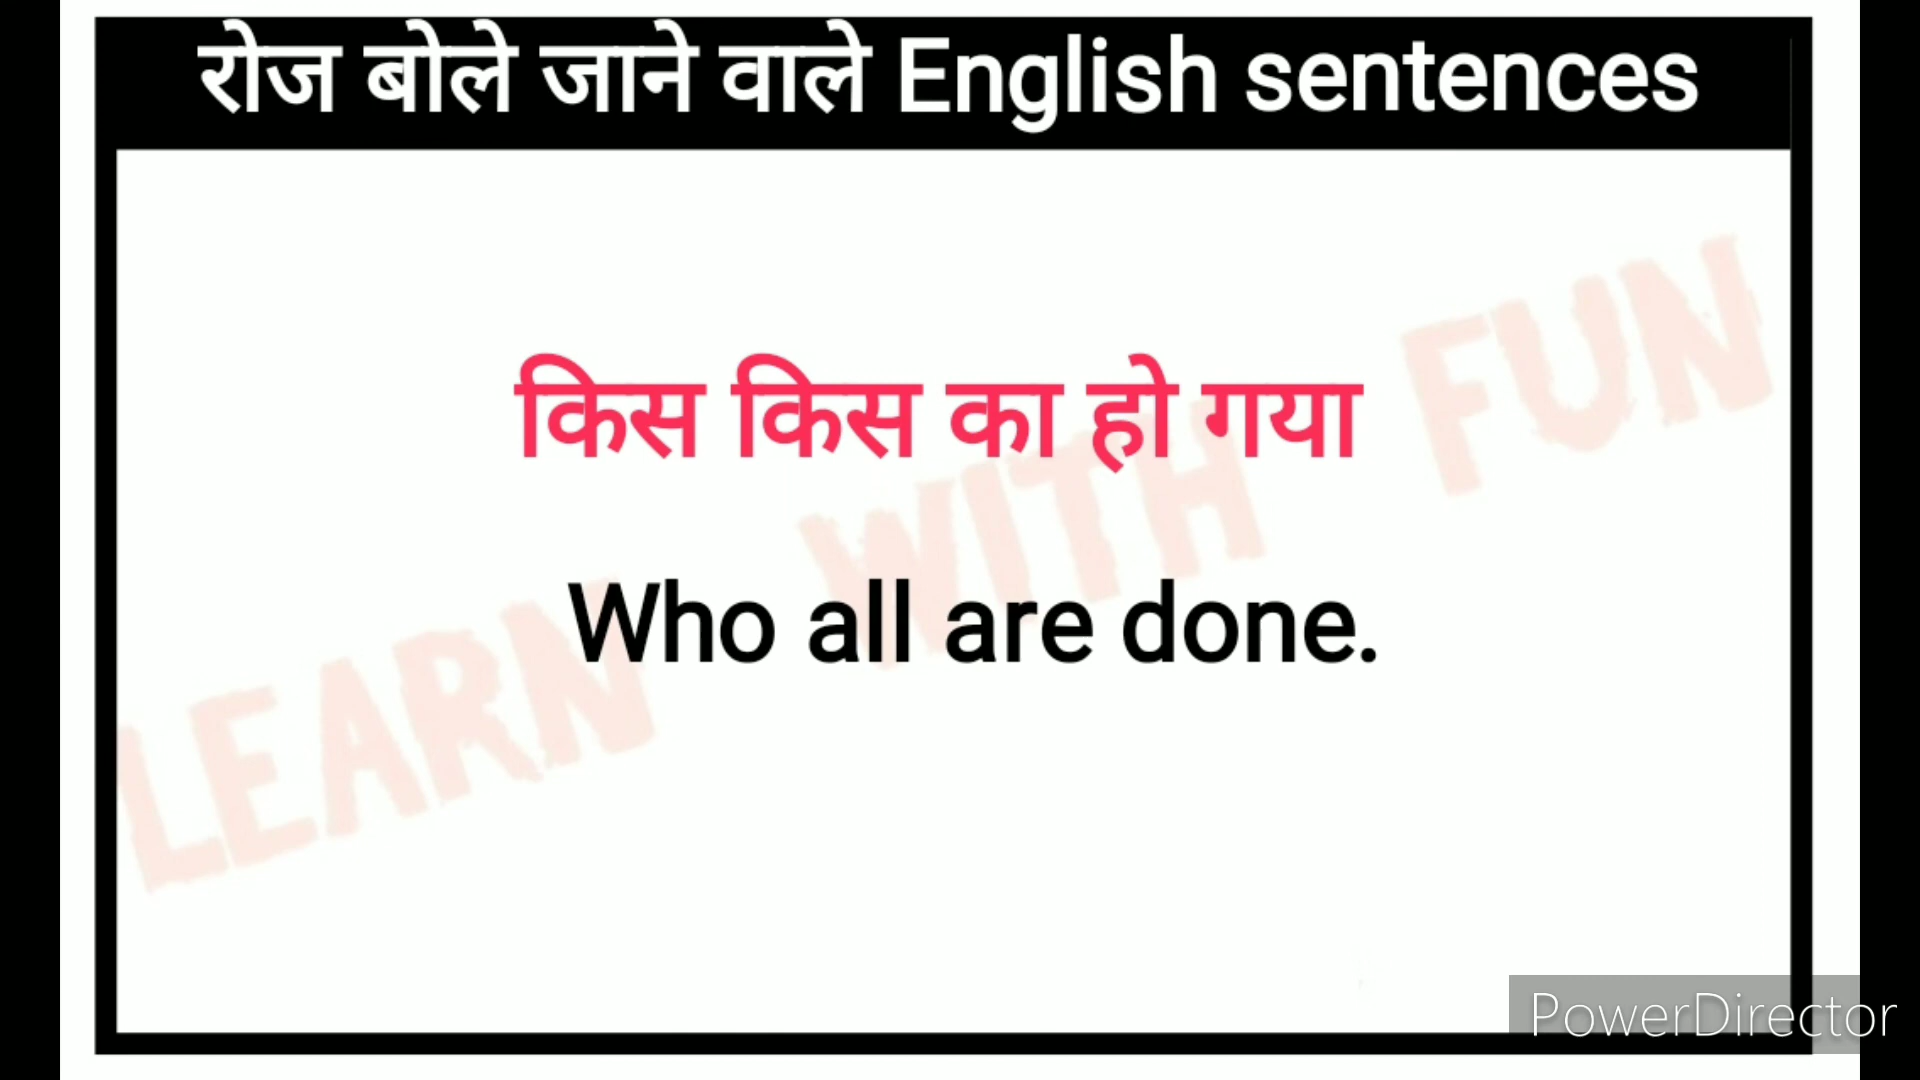 रोज बोले जाने वाले English sentences
किस किस का हो गया
Who all are done.
LEARN WITH FUN
PowerDirector